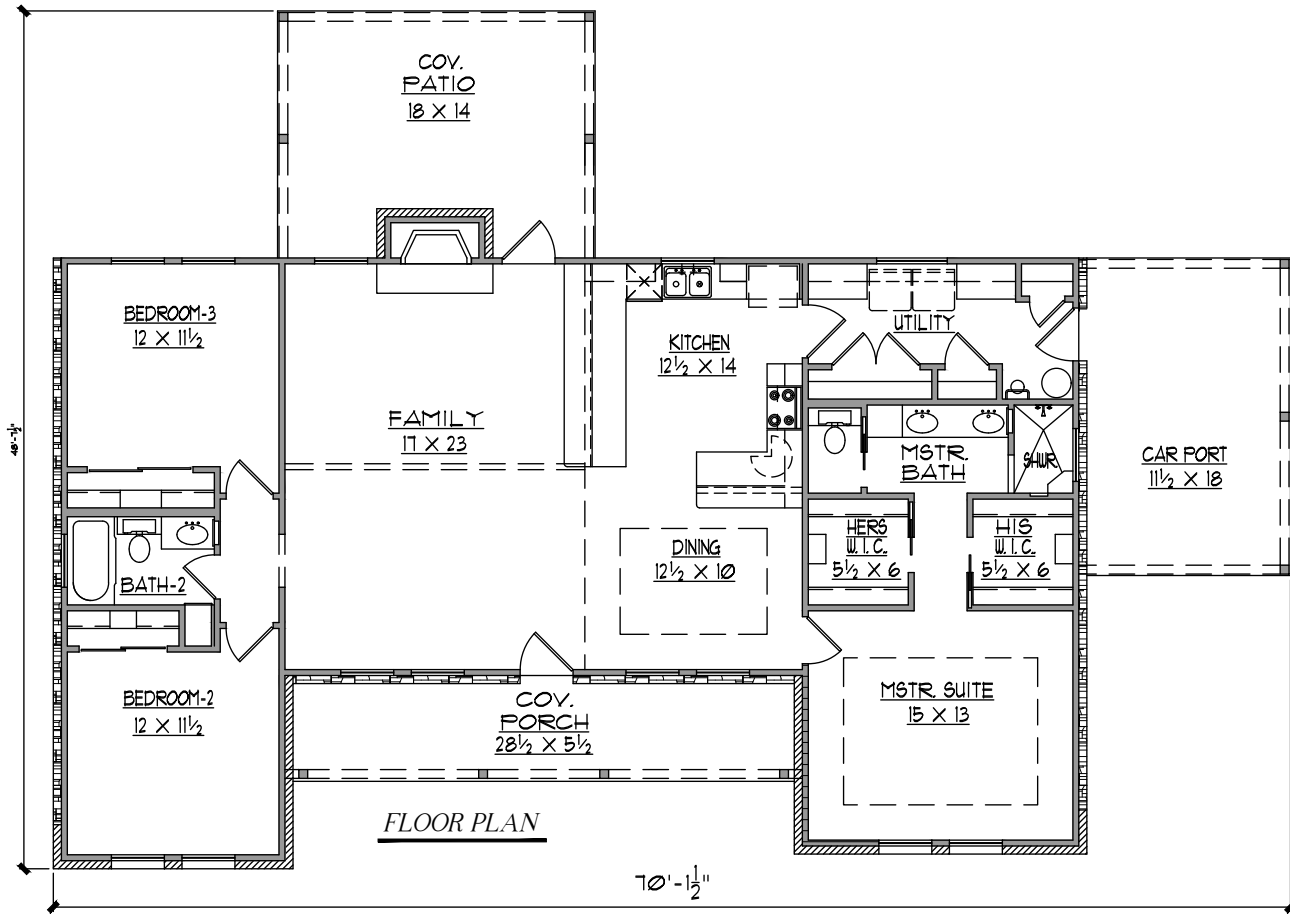 COV.
PATIO
18 X 14
BEDROOM-3
12 X 11½
KITCHEN
12½ X 14
UTILITY
FAMILY
17 X 23
MSTR.
BATH
SHWR.
CAR PORT
11½ X 18
48'-7½"
HERS
W.I.C.
5½ X 6
HIS
W.I.C.
5½ X 6
DINING
12½ X 10
BATH-2
BEDROOM-2
12 X 11½
COV.
PORCH
28½ X 5½
MSTR. SUITE
15 X 13
FLOOR PLAN
70'-1½"